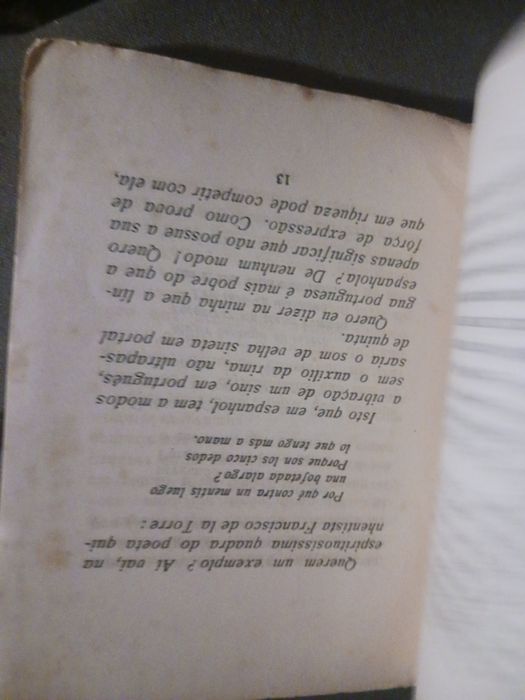 Querem um exemplo? Aí vai, na
espirituosíssima quadra do poeta qui-
nhentista Francisco de la Torre:
Por qué contra un mentís luego
una bofetada alargo?
Porque son los cinco dedos
lo que tengo más a mano.
Isto que, em espanhol, tem a modos
a vibração de um sino, em português,
sem o auxílio da rima, não ultrapas-
saria o som de velha sineta em portal
de quinta.
Quero eu dizer na minha que a lín-
gua portuguesa é mais pobre do que a
espanhola? De nenhum modo! Quero
apenas significar que não possue a sua
fôrça de expressão. Como prova de
que em riqueza pode competir com ela,
13